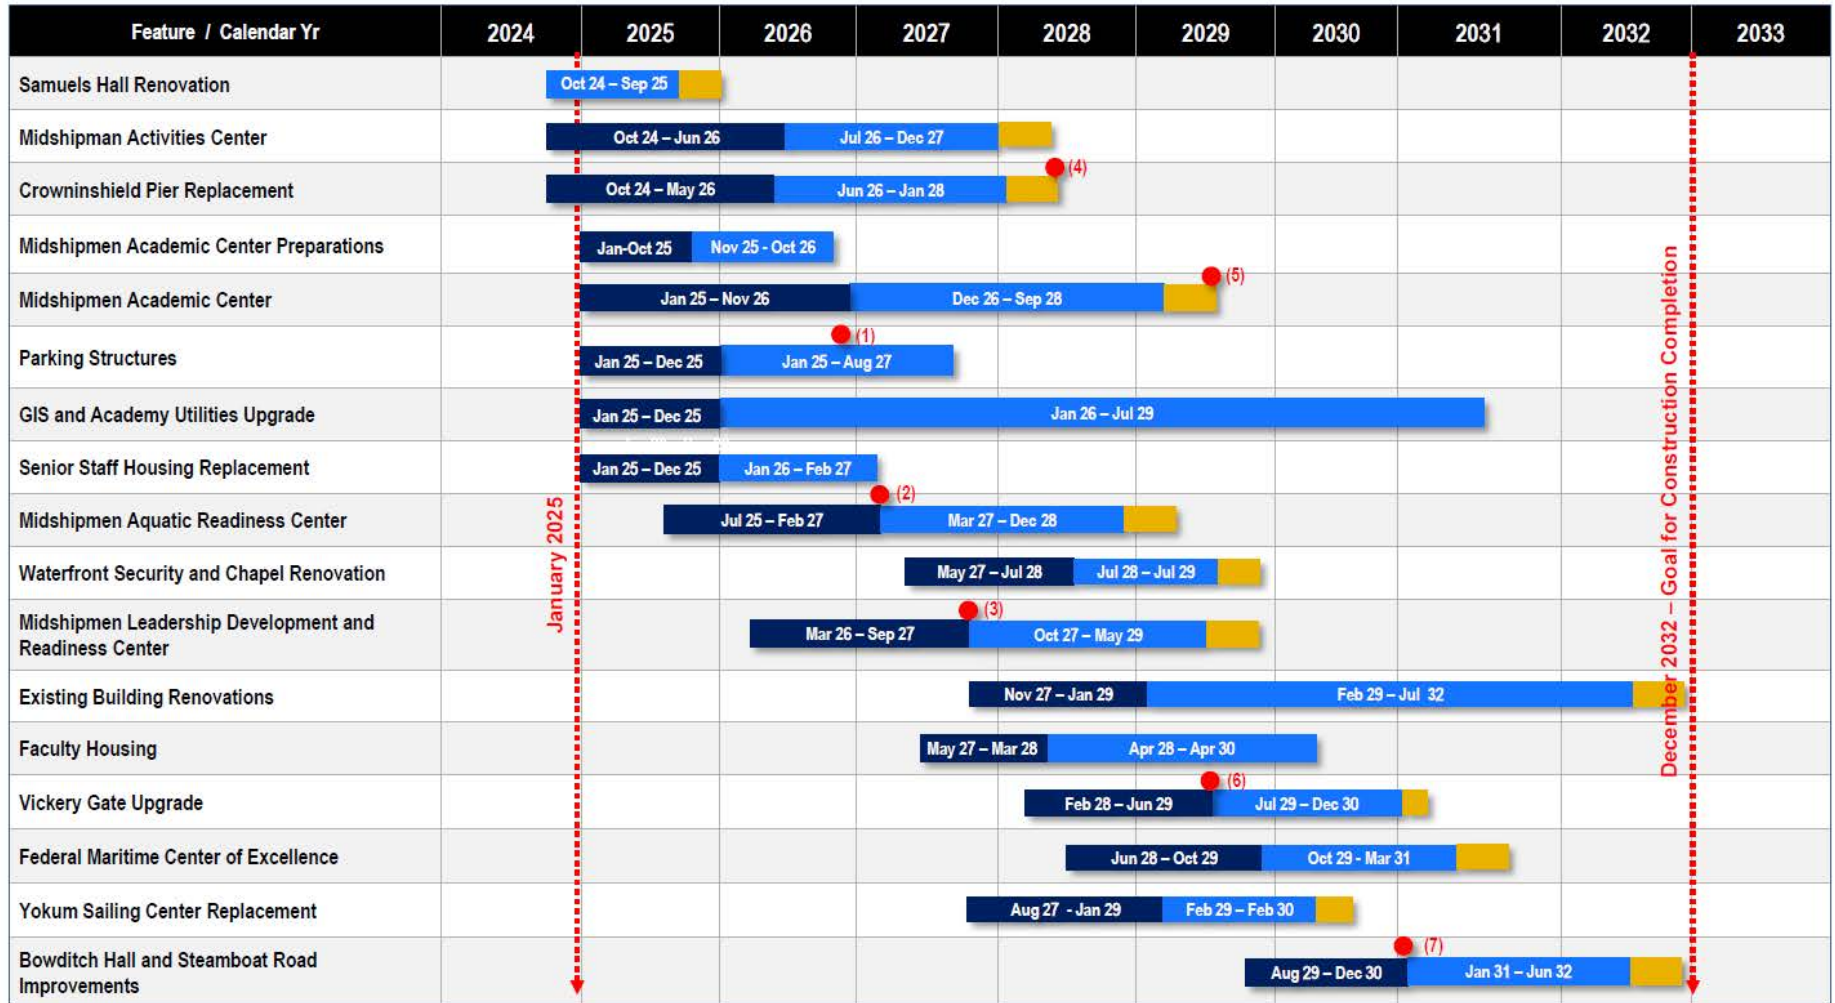 Feature / Calendar Yr 2024 2025 2026 2027 2028 2029 2030 2031 2032 2033
Samuels Hall Renovation Oct 24 – Sep 25
Midshipman Activities Center Oct 24 – Jun 26 Jul 26 – Dec 27
(4)
Crowninshield Pier Replacement Oct 24 – May 26 Jun 26 – Jan 28
Midshipmen Academic Center Preparations Jan-Oct 25 Nov 25 - Oct 26
(5)
Midshipmen Academic Center Jan 25 – Nov 26 Dec 26 – Sep 28
(1)
Parking Structures Jan 25 – Dec 25 Jan 25 – Aug 27
GIS and Academy Utilities Upgrade Jan 25 – Dec 25 Jan 26 – Jul 29
Senior Staff Housing Replacement Jan 25 – Dec 25 Jan 26 – Feb 27
(2)
Midshipmen Aquatic Readiness Center Jul 25 – Feb 27 Mar 27 – Dec 28
Waterfront Security and Chapel Renovation May 27 – Jul 28 Jul 28 – Jul 29
(3)
Midshipmen Leadership Development and
Readiness Center Mar 26 – Sep 27 Oct 27 – May 29
Existing Building Renovations Nov 27 – Jan 29 Feb 29 – Jul 32
Faculty Housing May 27 – Mar 28 Apr 28 – Apr 30
(6)
Vickery Gate Upgrade Feb 28 – Jun 29 Jul 29 – Dec 30
Federal Maritime Center of Excellence Jun 28 – Oct 29 Oct 29 - Mar 31
Yokum Sailing Center Replacement Aug 27 - Jan 29 Feb 29 – Feb 30
(7)
Bowditch Hall and Steamboat Road
Improvements Aug 29 – Dec 30 Jan 31 – Jun 32
January 2025
December 2032 – Goal for Construction Completion